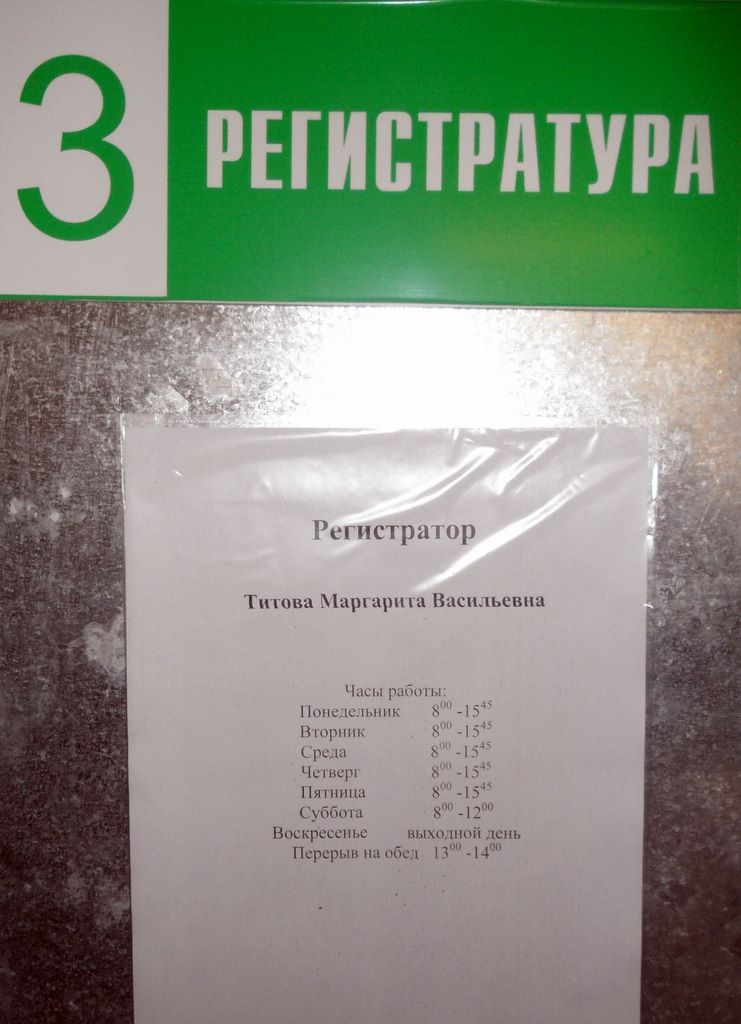 3 РЕГИСТРАТУРА
Регистратор
Титова Маргарита Васильевна
Часы работы:
Понедельник 8⁰⁰ -15⁴⁵
Вторник 8⁰⁰ -15⁴⁵
Среда 8⁰⁰ -15⁴⁵
Четверг 8⁰⁰ -15⁴⁵
Пятница 8⁰⁰ -15⁴⁵
Суббота 8⁰⁰ -12⁰⁰
Воскресенье выходной день
Перерыв на обед 13⁰⁰ -14⁰⁰